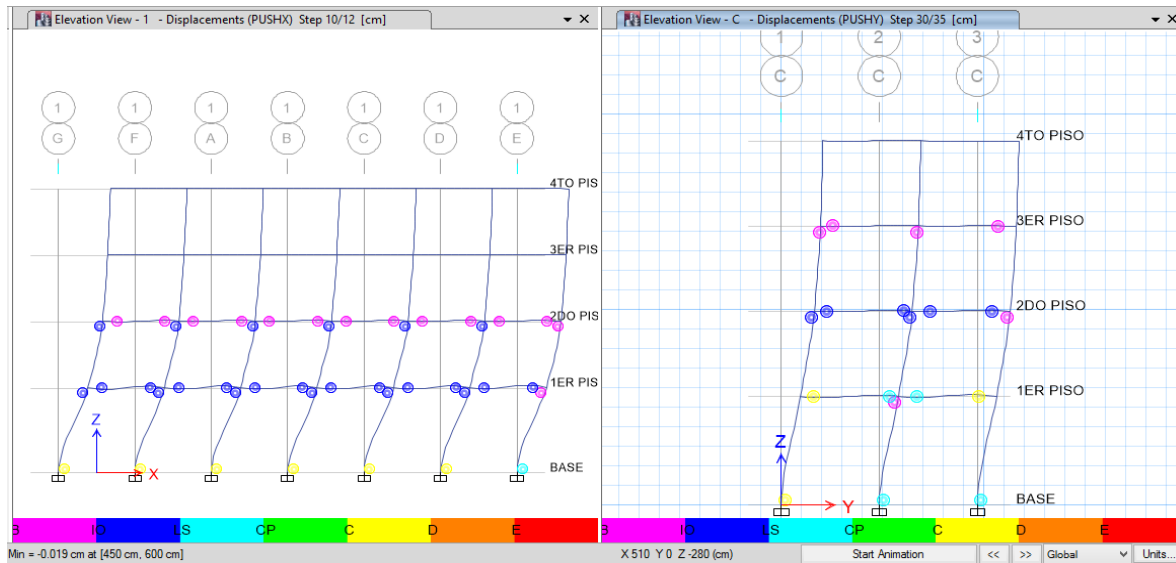 Elevation View - 1 - Displacements (PUSHX) Step 10/12 [cm]
1 1 1 1 1 1 1
G F A B C D E
4TO PIS
3ER PIS
2DO PIS
1ER PIS
Z
X
BASE
B IO LS CP C D E
Min = -0.019 cm at [450 cm, 600 cm]
Elevation View - C - Displacements (PUSHY) Step 30/35 [cm]
1 2 3
C C C
4TO PISO
3ER PISO
2DO PISO
1ER PISO
Z
Y
BASE
B IO LS CP C D E
X 510 Y 0 Z -280 (cm)
Start Animation
<<
>>
Global
Units...